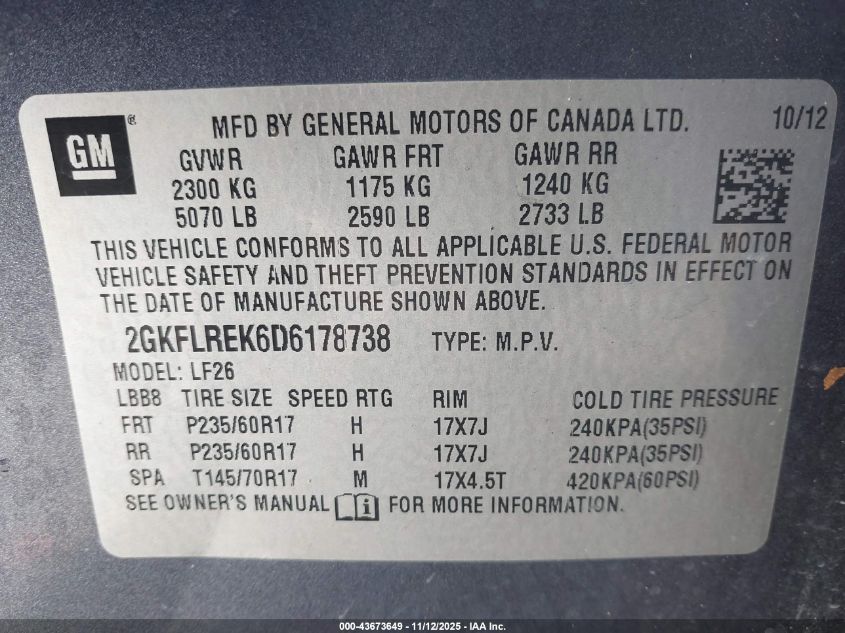 GM ®
MFD BY GENERAL MOTORS OF CANADA LTD. 10/12
GVWR GAWR FRT GAWR RR
2300 KG 1175 KG 1240 KG
5070 LB 2590 LB 2733 LB
THIS VEHICLE CONFORMS TO ALL APPLICABLE U.S. FEDERAL MOTOR
VEHICLE SAFETY AND THEFT PREVENTION STANDARDS IN EFFECT ON
THE DATE OF MANUFACTURE SHOWN ABOVE.
2GKFLREK6D6178738 TYPE: M.P.V.
MODEL: LF26
LBB8 TIRE SIZE SPEED RTG RIM COLD TIRE PRESSURE
FRT P235/60R17 H 17X7J 240KPA(35PSI)
RR P235/60R17 H 17X7J 240KPA(35PSI)
SPA T145/70R17 M 17X4.5T 420KPA(60PSI)
SEE OWNER'S MANUAL i FOR MORE INFORMATION.
000-43673649 - 11/12/2025 - IAA Inc.